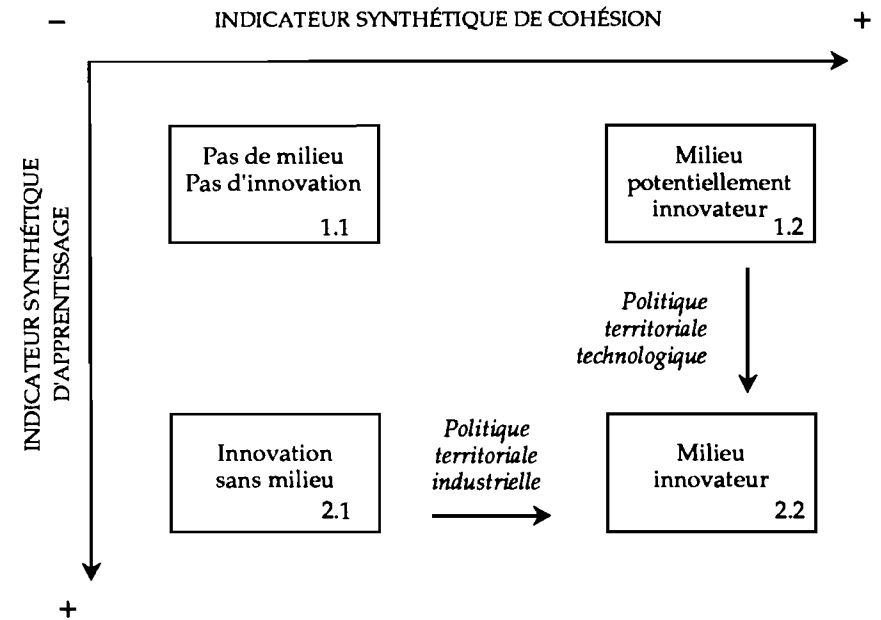 − INDICATEUR SYNTHÉTIQUE DE COHÉSION +
INDICATEUR SYNTHÉTIQUE
D'APPRENTISSAGE
Pas de milieu
Pas d'innovation
1.1
Milieu
potentiellement
innovateur
1.2
Politique
territoriale
technologique
Innovation
sans milieu
2.1
Politique
territoriale
industrielle
Milieu
innovateur
2.2
+